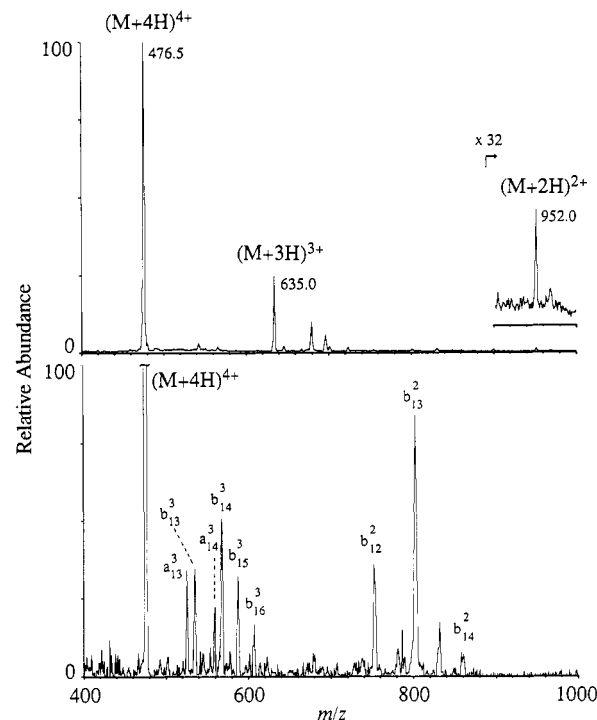 (M+4H)⁴⁺
100
476.5
x 32
(M+2H)²⁺
952.0
(M+3H)³⁺
635.0
0
Relative Abundance
100
(M+4H)⁴⁺
b₁₃²
b₁₄³
b₁₃³
a₁₄³
b₁₅³
a₁₃³
b₁₂²
b₁₆³
b₁₄²
0
400 600 800 1000
m/z